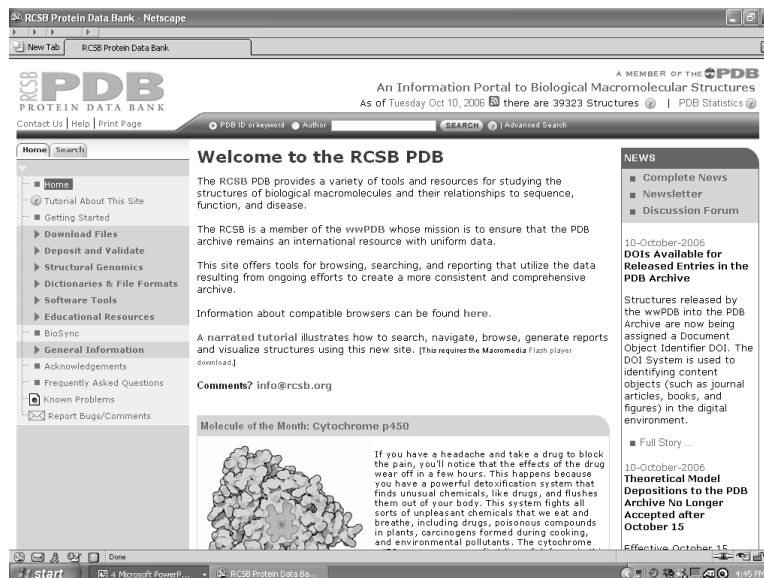 RCSB Protein Data Bank - Netscape
New Tab
RCSB Protein Data Bank
RCSB
PDB
PROTEIN DATA BANK
A MEMBER OF THE PDB
An Information Portal to Biological Macromolecular Structures
As of Tuesday Oct 10, 2006 there are 39323 Structures ? | PDB Statistics ?
Contact Us | Help | Print Page
PDB ID or keyword Author SEARCH ? | Advanced Search
Home Search
Home
Tutorial About This Site
Getting Started
Download Files
Deposit and Validate
Structural Genomics
Dictionaries & File Formats
Software Tools
Educational Resources
BioSync
General Information
Acknowledgements
Frequently Asked Questions
Known Problems
Report Bugs/Comments
Welcome to the RCSB PDB
The RCSB PDB provides a variety of tools and resources for studying the
structures of biological macromolecules and their relationships to sequence,
function, and disease.
The RCSB is a member of the wwPDB whose mission is to ensure that the PDB
archive remains an international resource with uniform data.
This site offers tools for browsing, searching, and reporting that utilize the data
resulting from ongoing efforts to create a more consistent and comprehensive
archive.
Information about compatible browsers can be found here.
A narrated tutorial illustrates how to search, navigate, browse, generate reports
and visualize structures using this new site. [This requires the Macromedia Flash player
download.]
Comments? info@rcsb.org
Molecule of the Month: Cytochrome p450
If you have a headache and take a drug to block
the pain, you'll notice that the effects of the drug
wear off in a few hours. This happens because
you have a powerful detoxification system that
finds unusual chemicals, like drugs, and flushes
them out of your body. This system fights all
sorts of unpleasant chemicals that we eat and
breathe, including drugs, poisonous compounds
in plants, carcinogens formed during cooking,
and environmental pollutants. The cytochrome
NEWS
Complete News
Newsletter
Discussion Forum
10-October-2006
DOIs Available for
Released Entries in the
PDB Archive
Structures released by
the wwPDB into the PDB
Archive are now being
assigned a Document
Object Identifier DOI. The
DOI System is used to
identifying content
objects (such as journal
articles, books, and
figures) in the digital
environment.
Full Story ...
10-October-2006
Theoretical Model
Depositions to the PDB
Archive No Longer
Accepted after
October 15
Effective October 15
Done
start
4 Microsoft PowerP...
RCSB Protein Data Ba...
4:45 PM